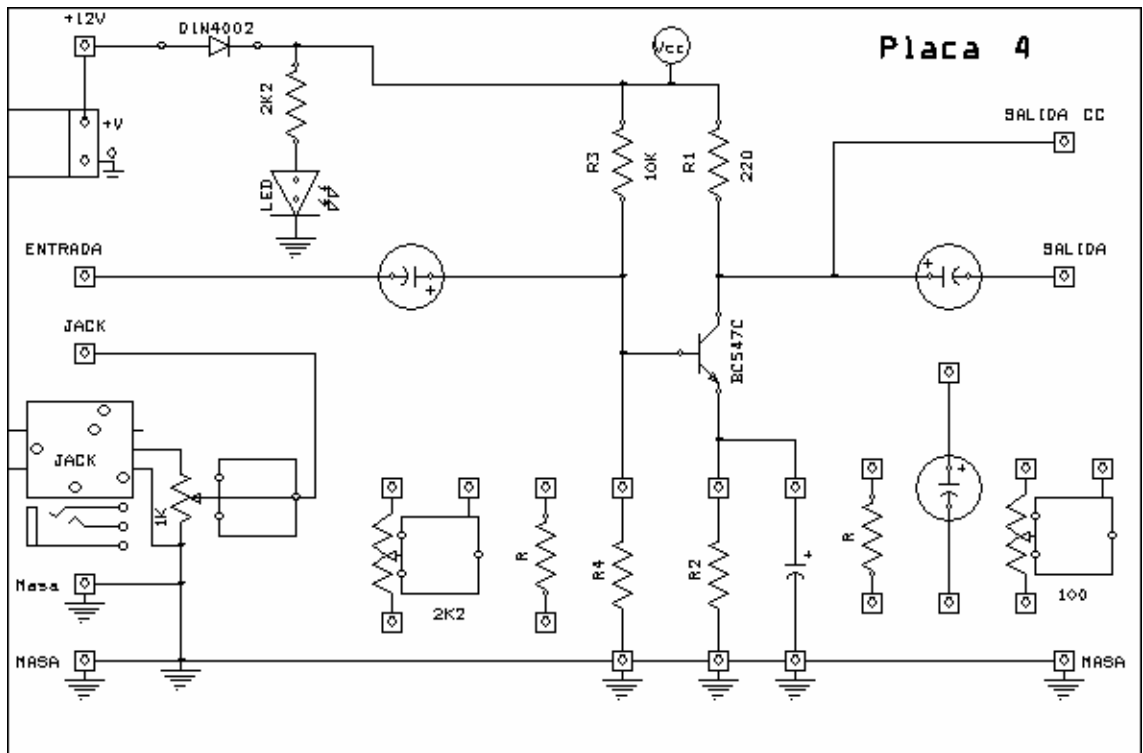 +12V
D1N4002
Vcc
Placa 4
2K2
+V
R3
10K
R1
220
SALIDA CC
LED
ENTRADA
+
+
SALIDA
JACK
BC547C
JACK
1K
+
R
2K2
R4
R2
+
R
100
Masa
MASA
MASA